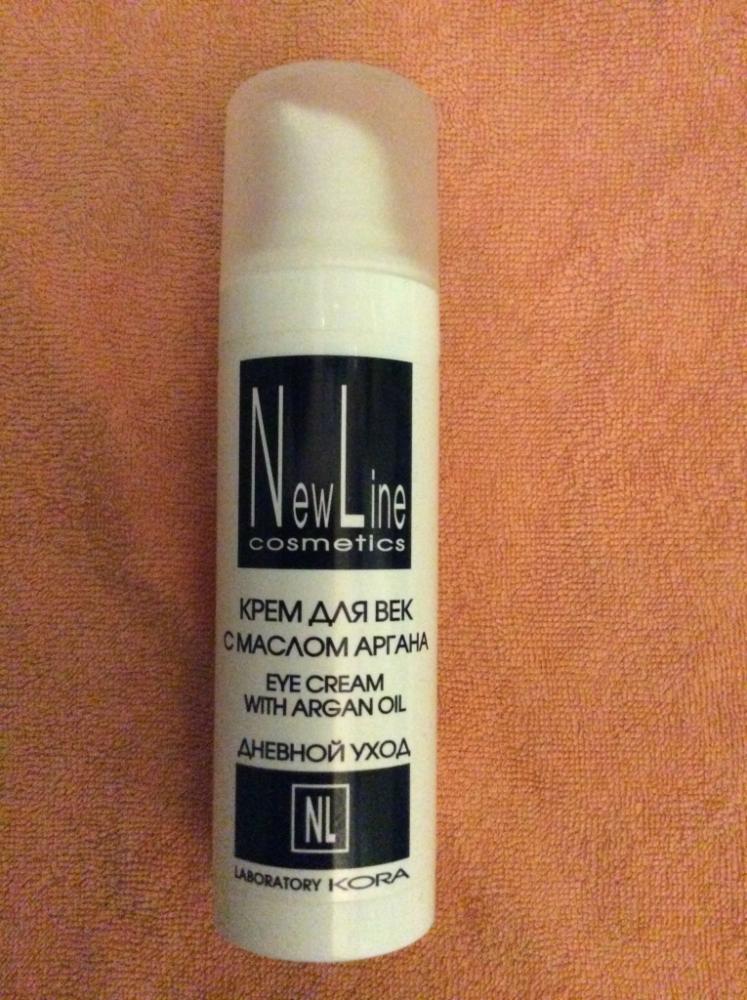 NewLine
cosmetics
КРЕМ ДЛЯ ВЕК
С МАСЛОМ АРГАНА
EYE CREAM
WITH ARGAN OIL
ДНЕВНОЙ УХОД
NL
LABORATORY KORA